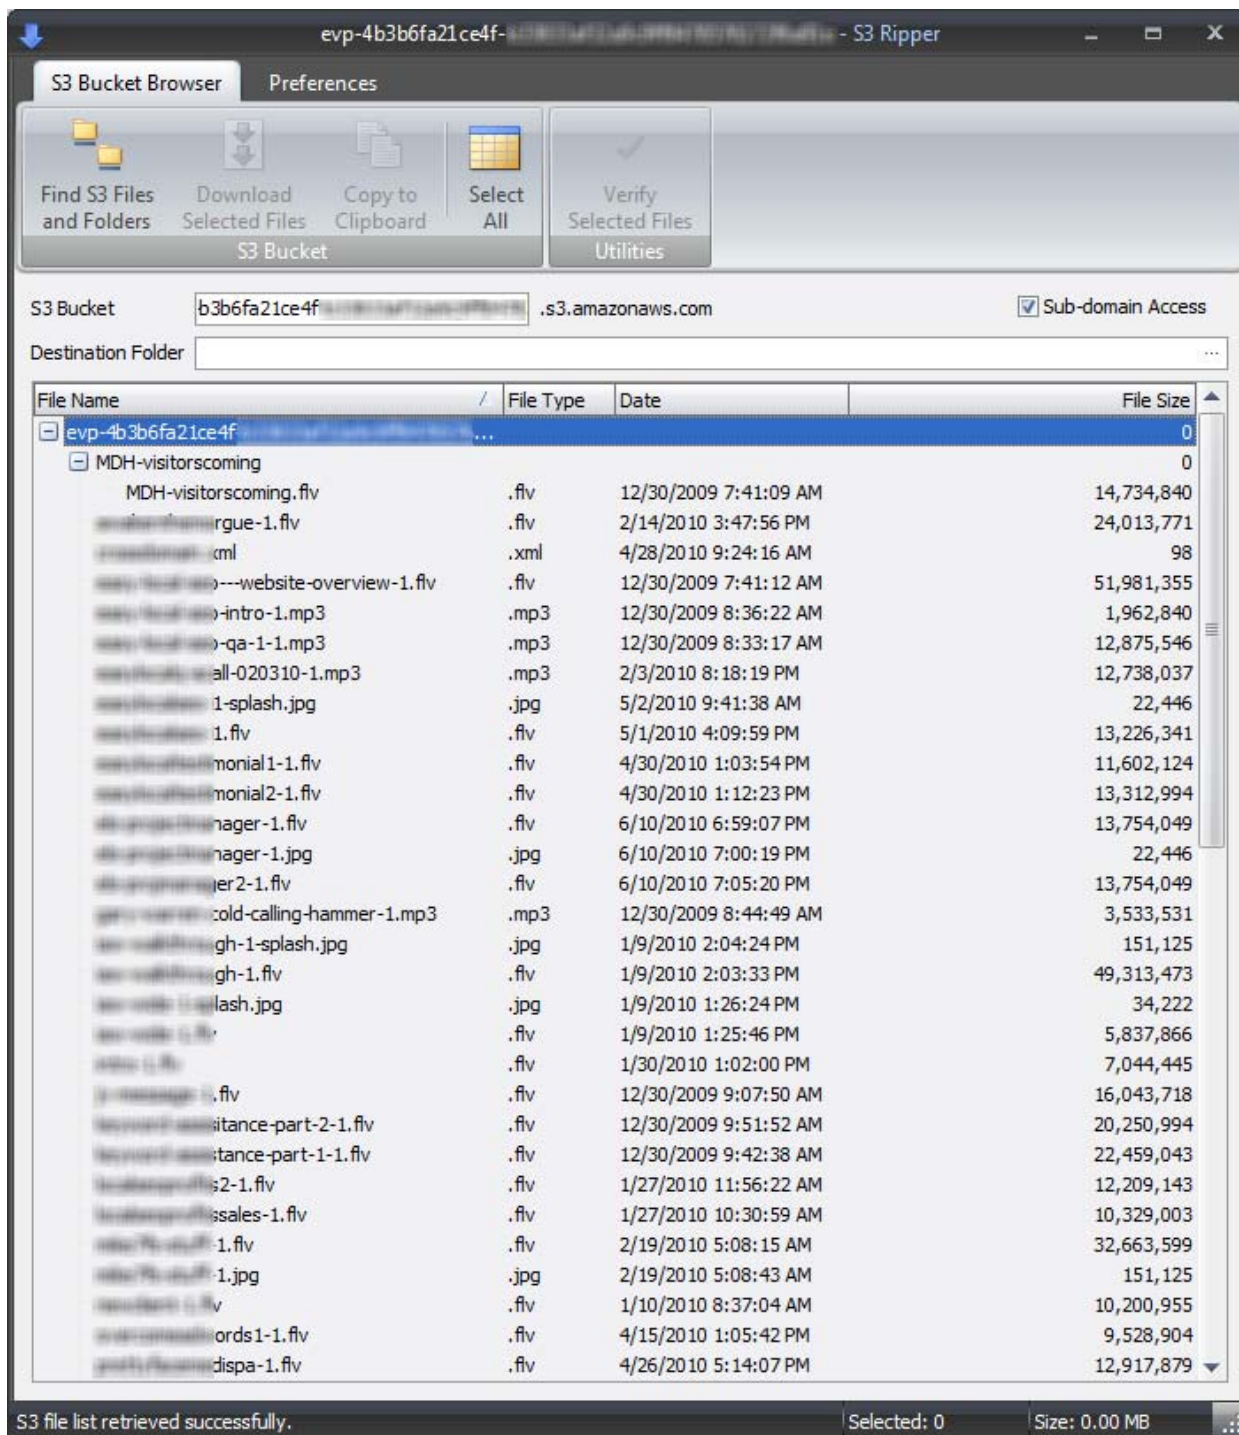 evp-4b3b6fa21ce4f- - S3 Ripper
S3 Bucket Browser Preferences
Find S3 Files and Folders
Download Selected Files
Copy to Clipboard
Select All
Verify Selected Files
S3 Bucket Utilities
S3 Bucket b3b6fa21ce4f .s3.amazonaws.com Sub-domain Access
Destination Folder ...
File Name File Type Date File Size
evp-4b3b6fa21ce4f ... 0
MDH-visitorscoming 0
MDH-visitorscoming.flv .flv 12/30/2009 7:41:09 AM 14,734,840
rgue-1.flv .flv 2/14/2010 3:47:56 PM 24,013,771
xml .xml 4/28/2010 9:24:16 AM 98
---website-overview-1.flv .flv 12/30/2009 7:41:12 AM 51,981,355
-intro-1.mp3 .mp3 12/30/2009 8:36:22 AM 1,962,840
-qa-1-1.mp3 .mp3 12/30/2009 8:33:17 AM 12,875,546
all-020310-1.mp3 .mp3 2/3/2010 8:18:19 PM 12,738,037
1-splash.jpg .jpg 5/2/2010 9:41:38 AM 22,446
1.flv .flv 5/1/2010 4:09:59 PM 13,226,341
monial1-1.flv .flv 4/30/2010 1:03:54 PM 11,602,124
monial2-1.flv .flv 4/30/2010 1:12:23 PM 13,312,994
nager-1.flv .flv 6/10/2010 6:59:07 PM 13,754,049
nager-1.jpg .jpg 6/10/2010 7:00:19 PM 22,446
er2-1.flv .flv 6/10/2010 7:05:20 PM 13,754,049
cold-calling-hammer-1.mp3 .mp3 12/30/2009 8:44:49 AM 3,533,531
gh-1-splash.jpg .jpg 1/9/2010 2:04:24 PM 151,125
gh-1.flv .flv 1/9/2010 2:03:33 PM 49,313,473
lash.jpg .jpg 1/9/2010 1:26:24 PM 34,222
.flv 1/9/2010 1:25:46 PM 5,837,866
.flv 1/30/2010 1:02:00 PM 7,044,445
.flv .flv 12/30/2009 9:07:50 AM 16,043,718
sitance-part-2-1.flv .flv 12/30/2009 9:51:52 AM 20,250,994
stance-part-1-1.flv .flv 12/30/2009 9:42:38 AM 22,459,043
s2-1.flv .flv 1/27/2010 11:56:22 AM 12,209,143
ssales-1.flv .flv 1/27/2010 10:30:59 AM 10,329,003
-1.flv .flv 2/19/2010 5:08:15 AM 32,663,599
-1.jpg .jpg 2/19/2010 5:08:43 AM 151,125
.flv 1/10/2010 8:37:04 AM 10,200,955
ords1-1.flv .flv 4/15/2010 1:05:42 PM 9,528,904
dispa-1.flv .flv 4/26/2010 5:14:07 PM 12,917,879
S3 file list retrieved successfully. Selected: 0 Size: 0.00 MB